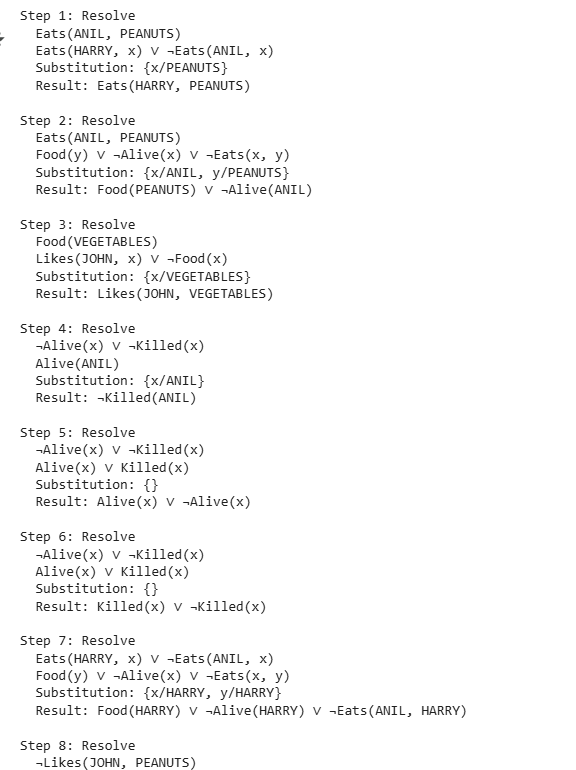 Step 1: Resolve
Eats(ANIL, PEANUTS)
Eats(HARRY, x) ∨ ¬Eats(ANIL, x)
Substitution: {x/PEANUTS}
Result: Eats(HARRY, PEANUTS)
Step 2: Resolve
Eats(ANIL, PEANUTS)
Food(y) ∨ ¬Alive(x) ∨ ¬Eats(x, y)
Substitution: {x/ANIL, y/PEANUTS}
Result: Food(PEANUTS) ∨ ¬Alive(ANIL)
Step 3: Resolve
Food(VEGETABLES)
Likes(JOHN, x) ∨ ¬Food(x)
Substitution: {x/VEGETABLES}
Result: Likes(JOHN, VEGETABLES)
Step 4: Resolve
¬Alive(x) ∨ ¬Killed(x)
Alive(ANIL)
Substitution: {x/ANIL}
Result: ¬Killed(ANIL)
Step 5: Resolve
¬Alive(x) ∨ ¬Killed(x)
Alive(x) ∨ Killed(x)
Substitution: {}
Result: Alive(x) ∨ ¬Alive(x)
Step 6: Resolve
¬Alive(x) ∨ ¬Killed(x)
Alive(x) ∨ Killed(x)
Substitution: {}
Result: Killed(x) ∨ ¬Killed(x)
Step 7: Resolve
Eats(HARRY, x) ∨ ¬Eats(ANIL, x)
Food(y) ∨ ¬Alive(x) ∨ ¬Eats(x, y)
Substitution: {x/HARRY, y/HARRY}
Result: Food(HARRY) ∨ ¬Alive(HARRY) ∨ ¬Eats(ANIL, HARRY)
Step 8: Resolve
¬Likes(JOHN, PEANUTS)